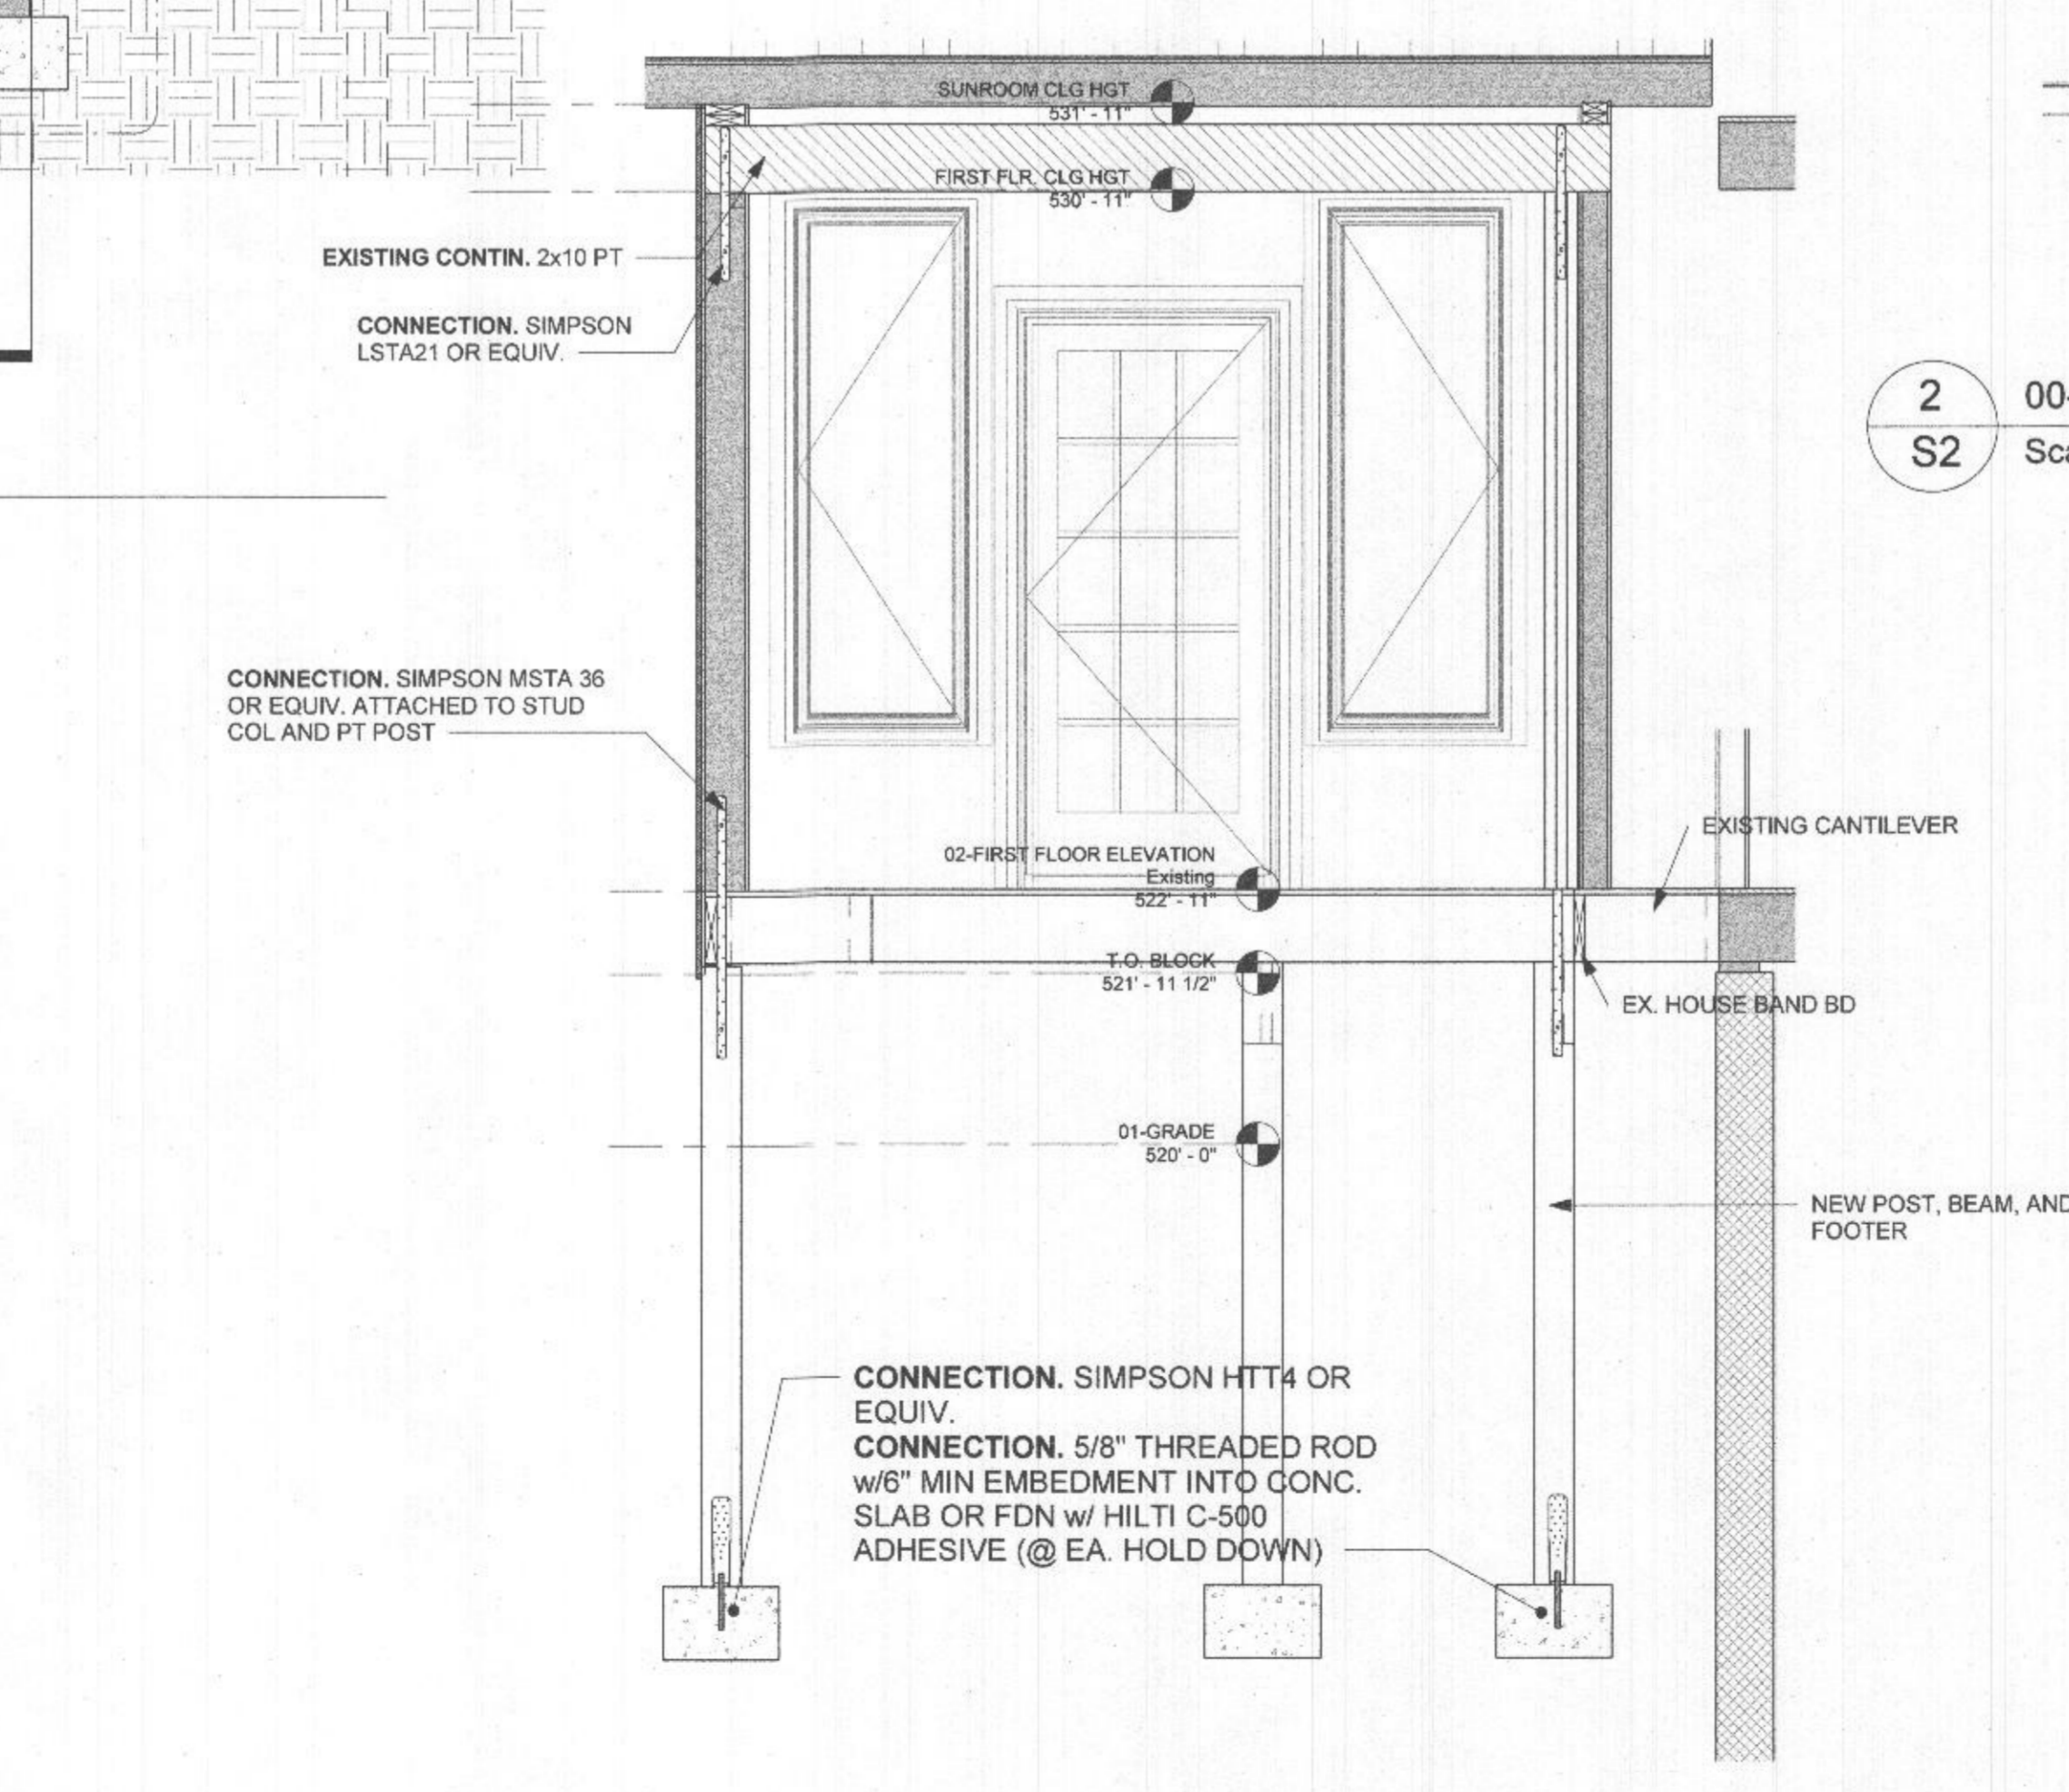 SUNROOM CLG HGT
531' - 11"
FIRST FLR. CLG HGT
530' - 11"
EXISTING CONTIN. 2x10 PT
CONNECTION. SIMPSON
LSTA21 OR EQUIV.
2
S2
00-
Sca
CONNECTION. SIMPSON MSTA 36
OR EQUIV. ATTACHED TO STUD
COL AND PT POST
EXISTING CANTILEVER
02-FIRST FLOOR ELEVATION
Existing
522' - 11"
T.O. BLOCK
521' - 11 1/2"
EX. HOUSE BAND BD
01-GRADE
520' - 0"
NEW POST, BEAM, AND
FOOTER
CONNECTION. SIMPSON HTT4 OR
EQUIV.
CONNECTION. 5/8" THREADED ROD
w/6" MIN EMBEDMENT INTO CONC.
SLAB OR FDN w/ HILTI C-500
ADHESIVE (@ EA. HOLD DOWN)